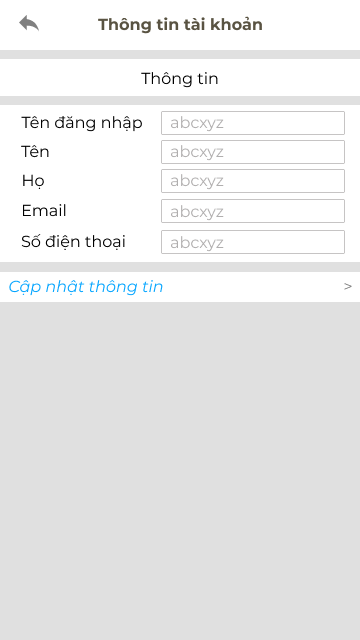 Thông tin tài khoản
Thông tin
Tên đăng nhập abcxyz
Tên abcxyz
Họ abcxyz
Email abcxyz
Số điện thoại abcxyz
Cập nhật thông tin >